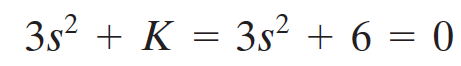 3s² + K = 3s² + 6 = 0